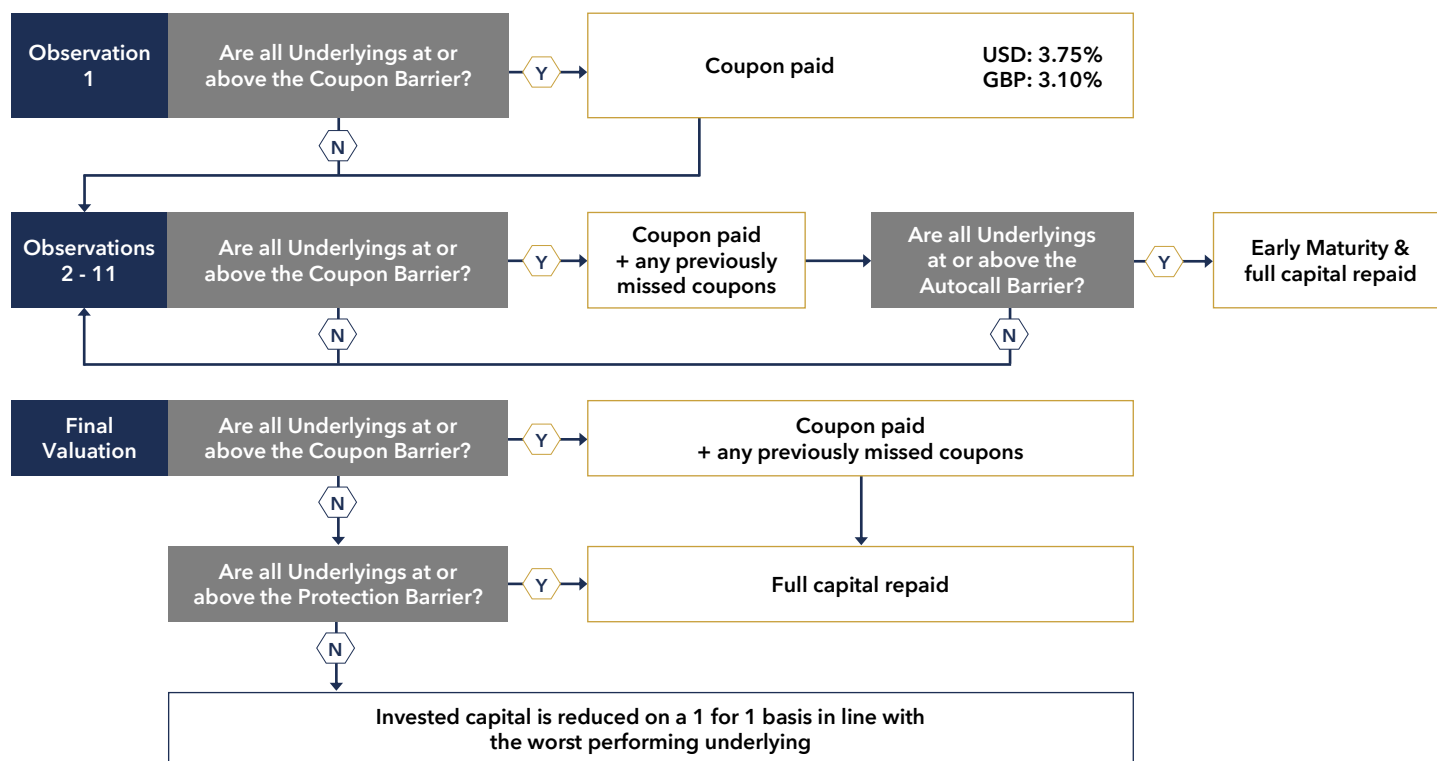 Observation
1
Are all Underlyings at or
above the Coupon Barrier?
Y
Coupon paid
USD: 3.75%
GBP: 3.10%
N
Observations
2 - 11
Are all Underlyings at or
above the Coupon Barrier?
Y
Coupon paid
+ any previously
missed coupons
Are all Underlyings
at or above the
Autocall Barrier?
Y
Early Maturity &
full capital repaid
N
N
Final
Valuation
Are all Underlyings at or
above the Coupon Barrier?
Y
Coupon paid
+ any previously missed coupons
N
Are all Underlyings at or
above the Protection Barrier?
Y
Full capital repaid
N
Invested capital is reduced on a 1 for 1 basis in line with
the worst performing underlying